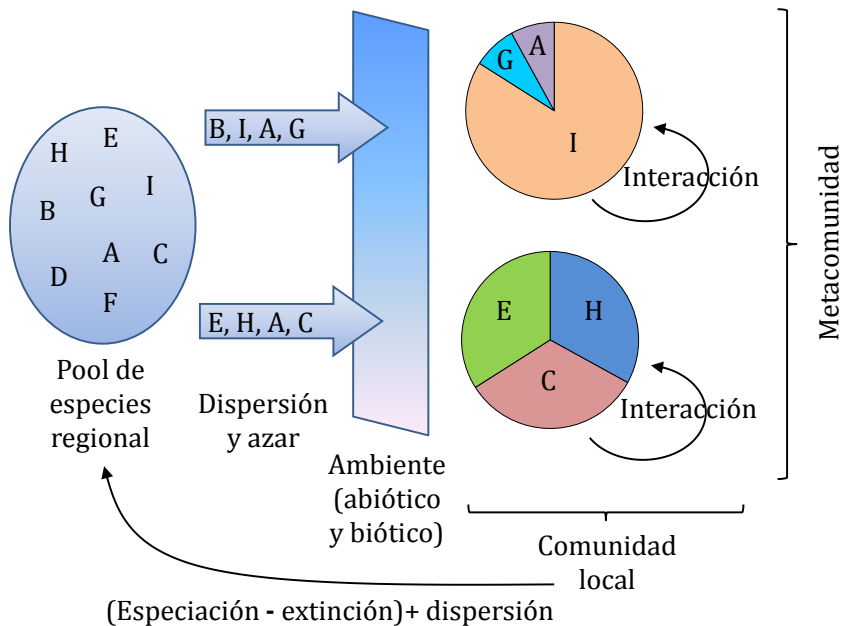 H
E
I
G
B
A
C
D
F
Pool de
especies
regional
B, I, A, G
E, H, A, C
Dispersión
y azar
Ambiente
(abiótico
y biótico)
G
A
I
Interacción
E
H
C
Interacción
Comunidad
local
Metacomunidad
(Especiación - extinción)+ dispersión